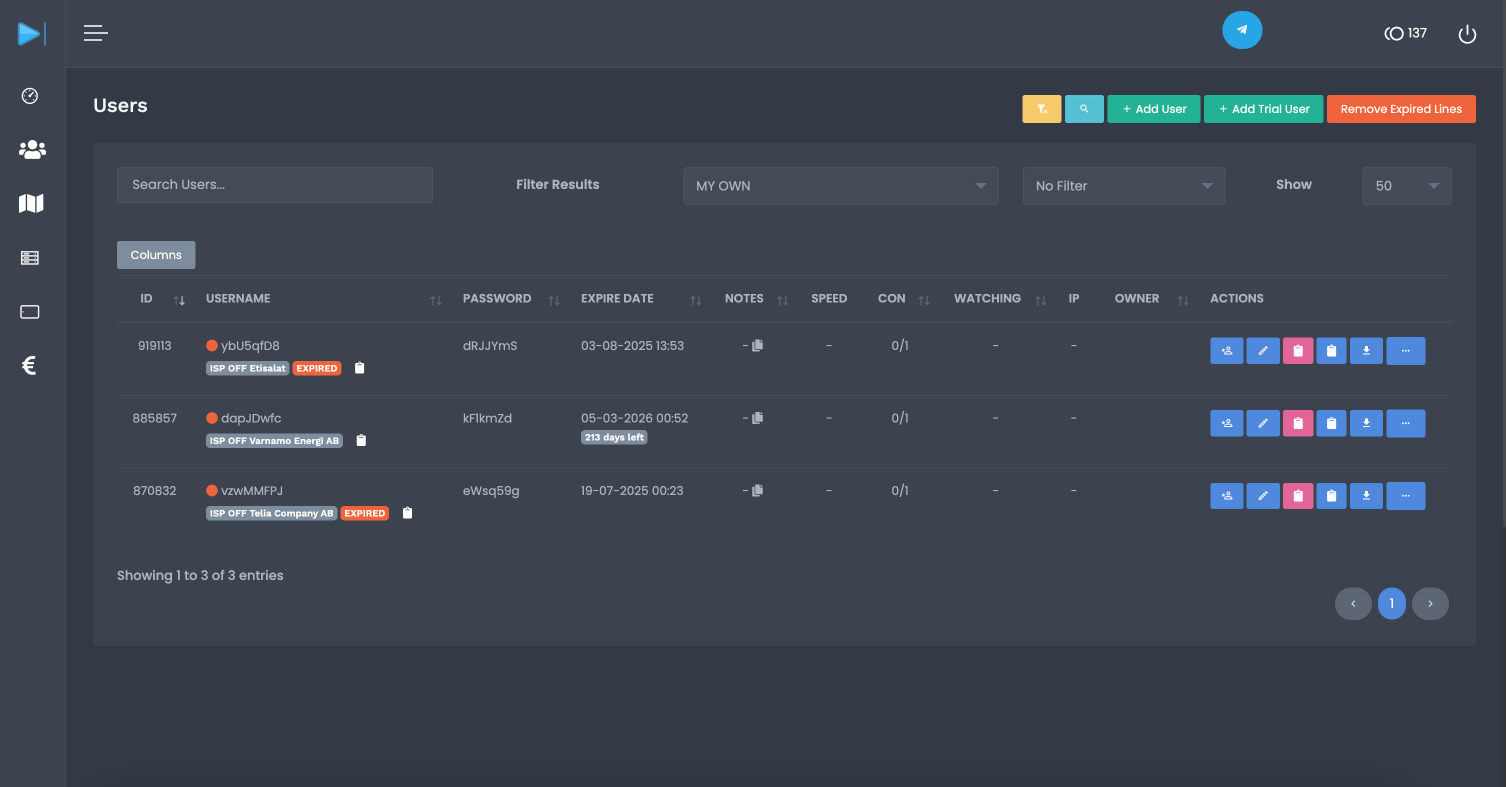 137
Users
+ Add User
+ Add Trial User
Remove Expired Lines
Search Users...
Filter Results
MY OWN
No Filter
Show
50
Columns
ID USERNAME PASSWORD EXPIRE DATE NOTES SPEED CON WATCHING IP OWNER ACTIONS
919113 ybU5qfD8 dRJJYmS 03-08-2025 13:53 - - 0/1 - -
ISP OFF Etisalat EXPIRED
885857 dapJDwfc kF1kmZd 05-03-2026 00:52 - - 0/1 - -
ISP OFF Varnamo Energi AB 213 days left
870832 vzwMMFPJ eWsq59g 19-07-2025 00:23 - - 0/1 - -
ISP OFF Telia Company AB EXPIRED
Showing 1 to 3 of 3 entries
‹ 1 ›